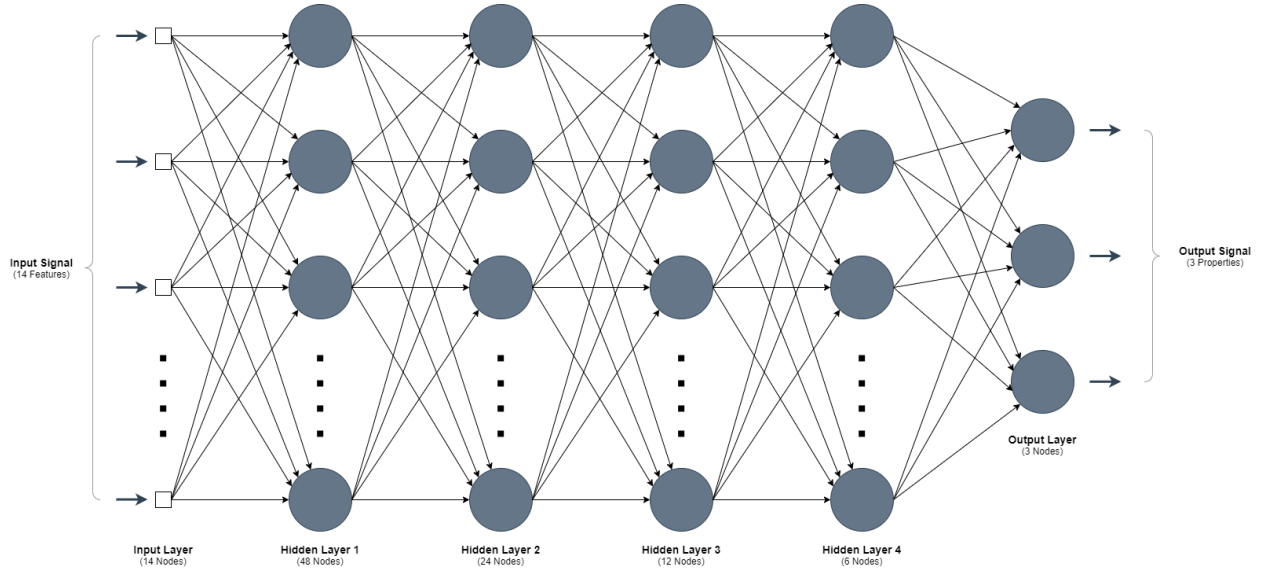 Input Signal
(14 Features)
Output Signal
(3 Properties)
Output Layer
(3 Nodes)
Input Layer
(14 Nodes)
Hidden Layer 1
(48 Nodes)
Hidden Layer 2
(24 Nodes)
Hidden Layer 3
(12 Nodes)
Hidden Layer 4
(6 Nodes)